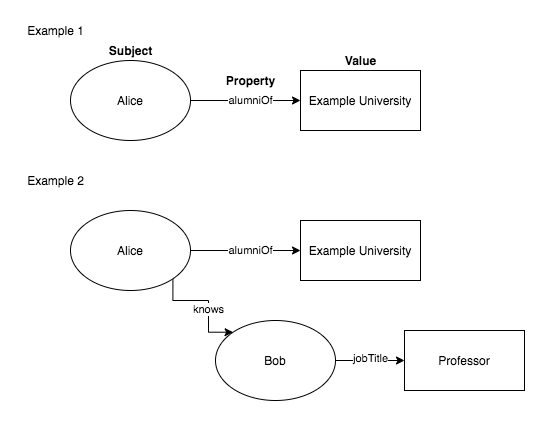 Example 1
Subject
Property
Value
Alice
alumniOf
Example University
Example 2
Alice
alumniOf
Example University
knows
Bob
jobTitle
Professor